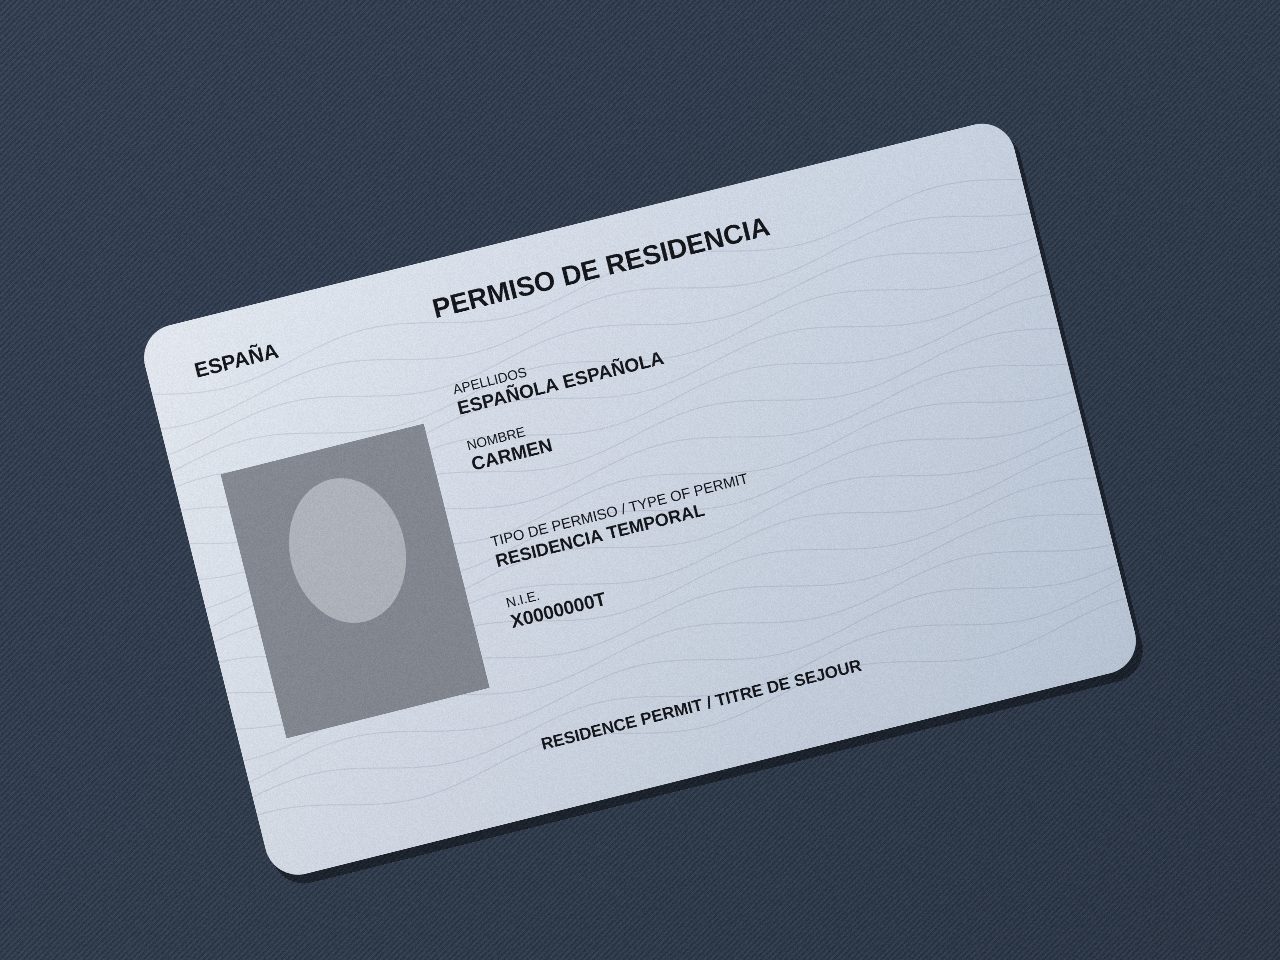 PERMISO DE RESIDENCIA
ESPAÑA
APELLIDOS
ESPAÑOLA ESPAÑOLA
NOMBRE
CARMEN
TIPO DE PERMISO / TYPE OF PERMIT
RESIDENCIA TEMPORAL
N.I.E.
X0000000T
RESIDENCE PERMIT / TITRE DE SEJOUR